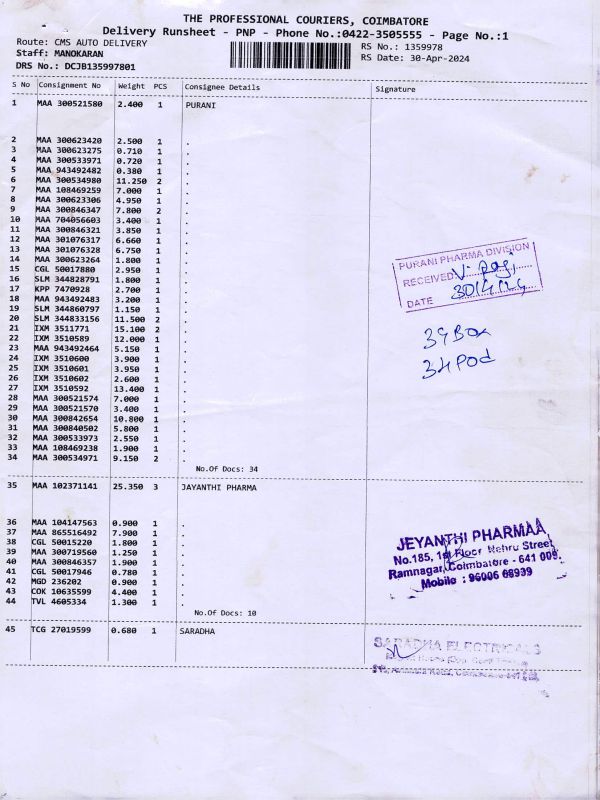 THE PROFESSIONAL COURIERS, COIMBATORE
Delivery Runsheet - PNP - Phone No.:0422-3505555 - Page No.:1
Route: CMS AUTO DELIVERY
RS No.: 1359978
Staff: MANOKARAN
RS Date: 30-Apr-2024
DRS No.: DCJB135997801
S No Consignment No Weight PCS Consignee Details Signature
1 MAA 300521580 2.400 1 PURANI
2 MAA 300623420 2.500 1 .
3 MAA 300623275 0.710 1 .
4 MAA 300533971 0.720 1 .
5 MAA 943492482 0.380 1 .
6 MAA 300534980 11.250 2 .
7 MAA 108469259 7.000 1 .
8 MAA 300623306 4.950 1 .
9 MAA 300846347 7.800 2 .
10 MAA 704056603 3.400 1 .
11 MAA 300846321 3.850 1 .
12 MAA 301076317 6.660 1 .
13 MAA 301076328 6.750 1 .
14 MAA 300623264 1.800 1 .
15 CGL 50017880 2.950 1 .
16 SLM 344828791 1.800 1 .
17 KPP 7470928 2.700 1 .
18 MAA 943492483 3.200 1 .
19 SLM 344860797 1.150 1 .
20 SLM 344833156 11.500 2 .
21 IXM 3511771 15.100 2 .
22 IXM 3510589 12.000 1 .
23 MAA 943492464 5.150 1 .
24 IXM 3510600 3.900 1 .
25 IXM 3510601 3.950 1 .
26 IXM 3510602 2.600 1 .
27 IXM 3510592 13.400 1 .
28 MAA 300521574 7.000 1 .
29 MAA 300521570 3.400 1 .
30 MAA 300842654 10.800 1 .
31 MAA 300840502 5.800 1 .
32 MAA 300533973 2.550 1 .
33 MAA 108469238 1.900 1 .
34 MAA 300534971 9.150 2 .
No.Of Docs: 34
PURANI PHARMA DIVISION
RECEIVED
DATE 30/4/24
39 Box
34 Pod
35 MAA 102371141 25.350 3 JAYANTHI PHARMA
36 MAA 104147563 0.900 1 .
37 MAA 865516492 7.900 1 .
38 CGL 50015220 1.800 1 .
39 MAA 300719560 1.250 1 .
40 MAA 300846357 1.900 1 .
41 CGL 50017946 0.780 1 .
42 MGD 236202 0.900 1 .
43 COK 10635599 4.400 1 .
44 TVL 4605334 1.300 1 .
No.Of Docs: 10
JEYANTHI PHARMAA
No.185, 1st Floor Nehru Street
Ramnagar, Coimbatore - 641 009.
Mobile : 96006 68939
45 TCG 27019599 0.680 1 SARADHA
SARADHA ELECTRICALS